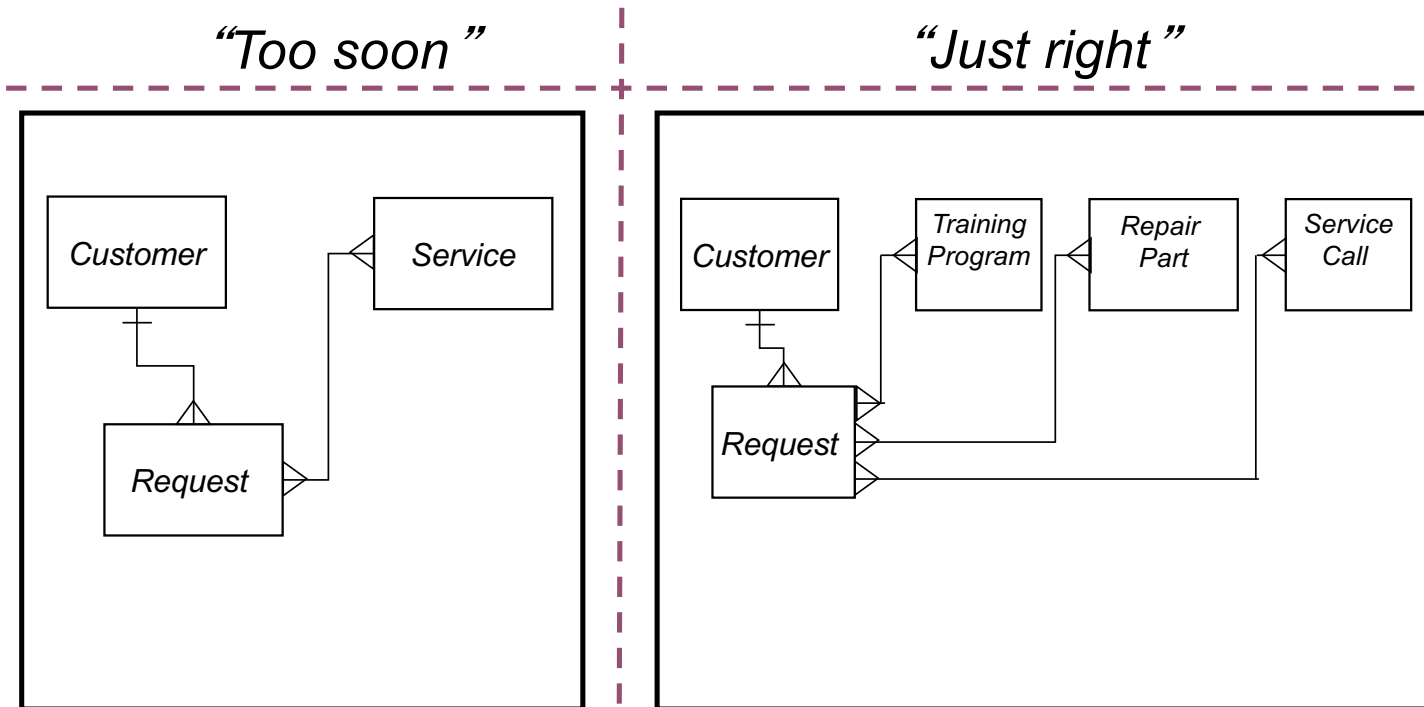 “Too soon”
“Just right”
Customer
Service
Request
Customer
Training
Program
Repair
Part
Service
Call
Request